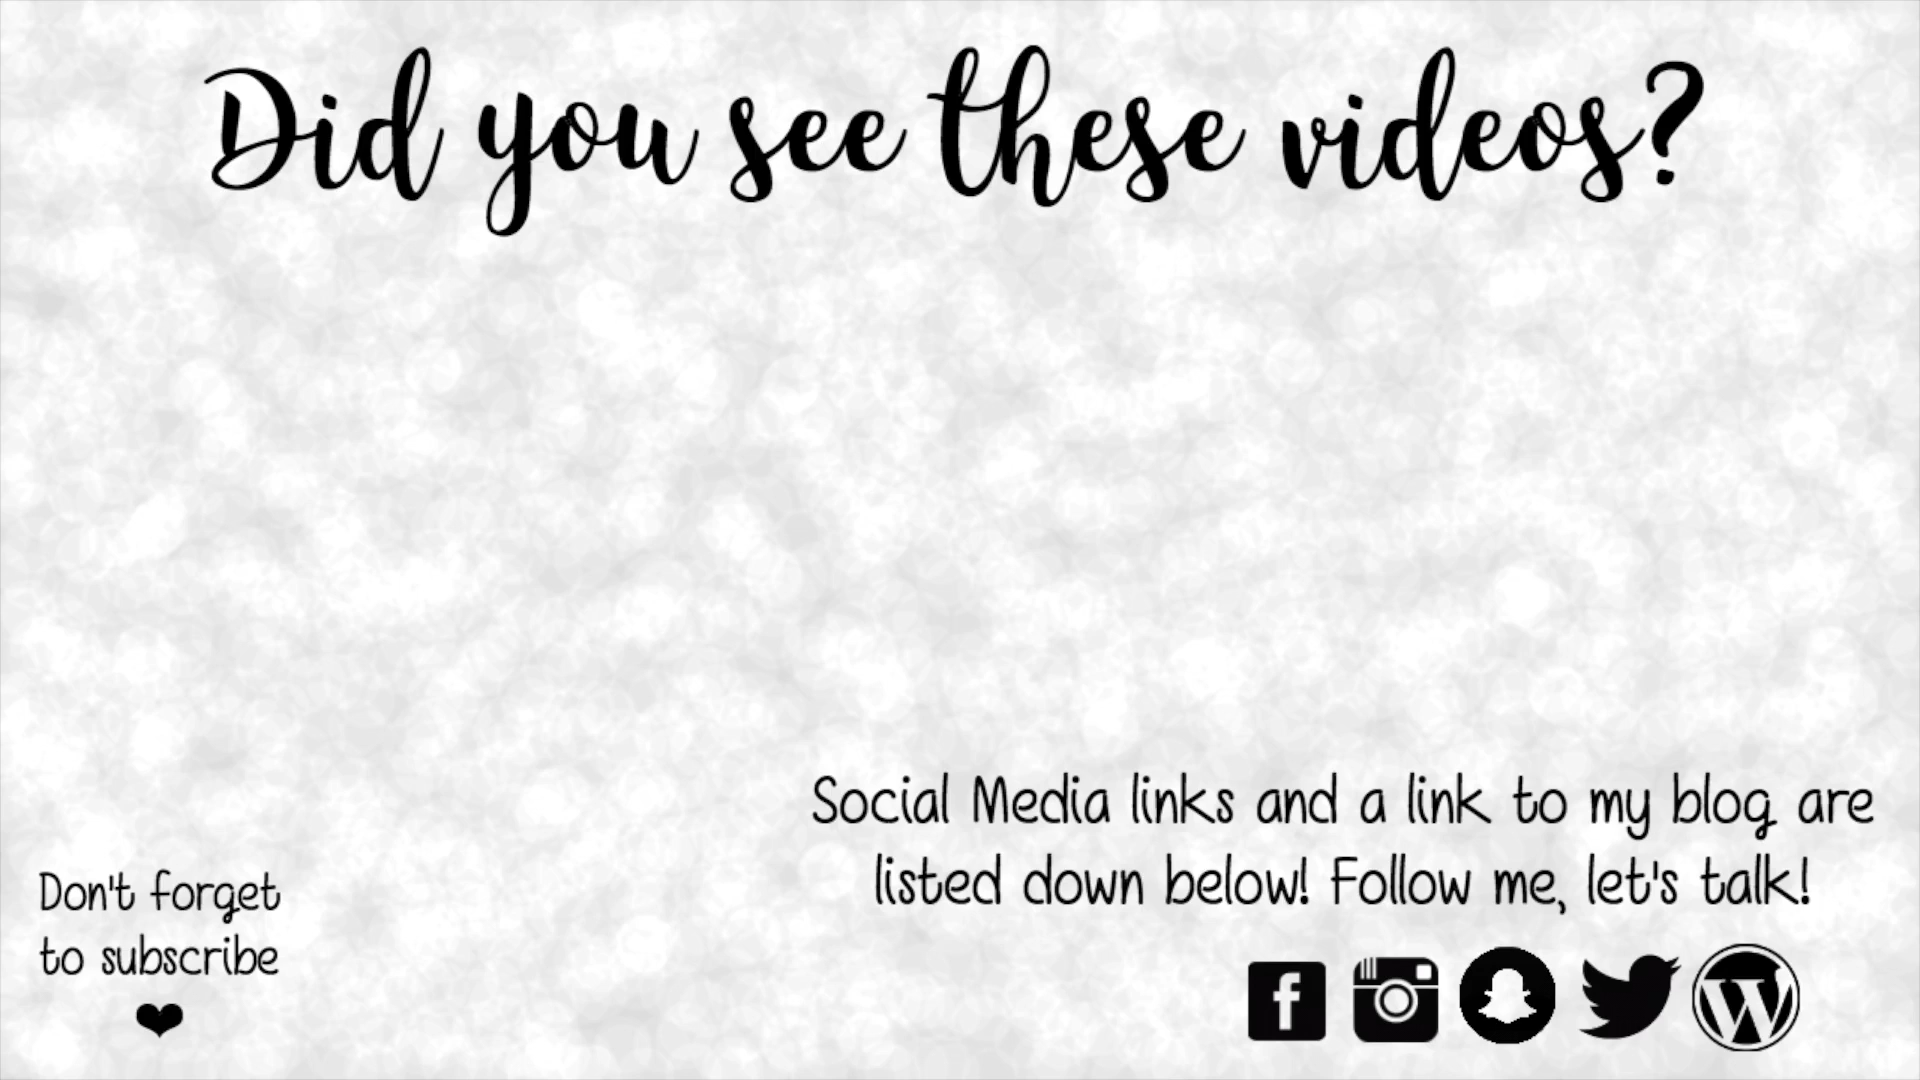 Did you see these videos?
Social Media links and a link to my blog are
listed down below! Follow me, let's talk!
Don't forget
to subscribe